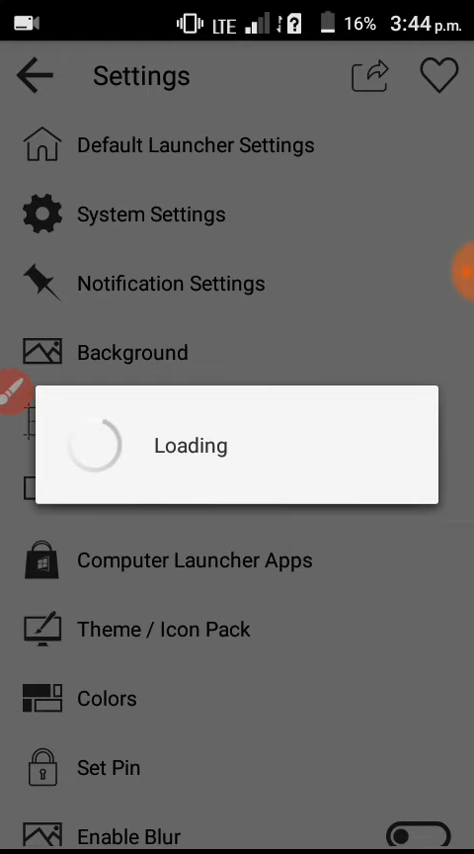 LTE 16% 3:44 p.m.
Settings
Default Launcher Settings
System Settings
Notification Settings
Background
Loading
Computer Launcher Apps
Theme / Icon Pack
Colors
Set Pin
Enable Blur